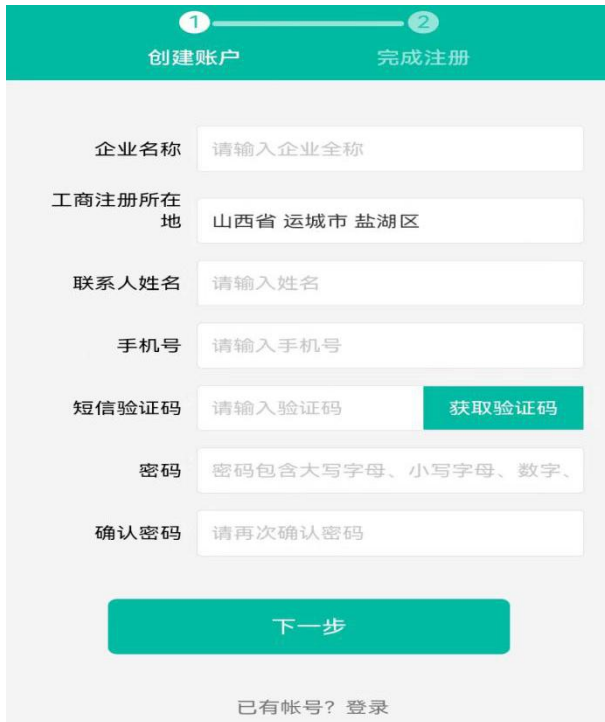 1 2
创建账户 完成注册
企业名称 请输入企业全称
工商注册所在
地 山西省 运城市 盐湖区
联系人姓名 请输入姓名
手机号 请输入手机号
短信验证码 请输入验证码 获取验证码
密码 密码包含大写字母、小写字母、数字、
确认密码 请再次确认密码
下一步
已有帐号？登录